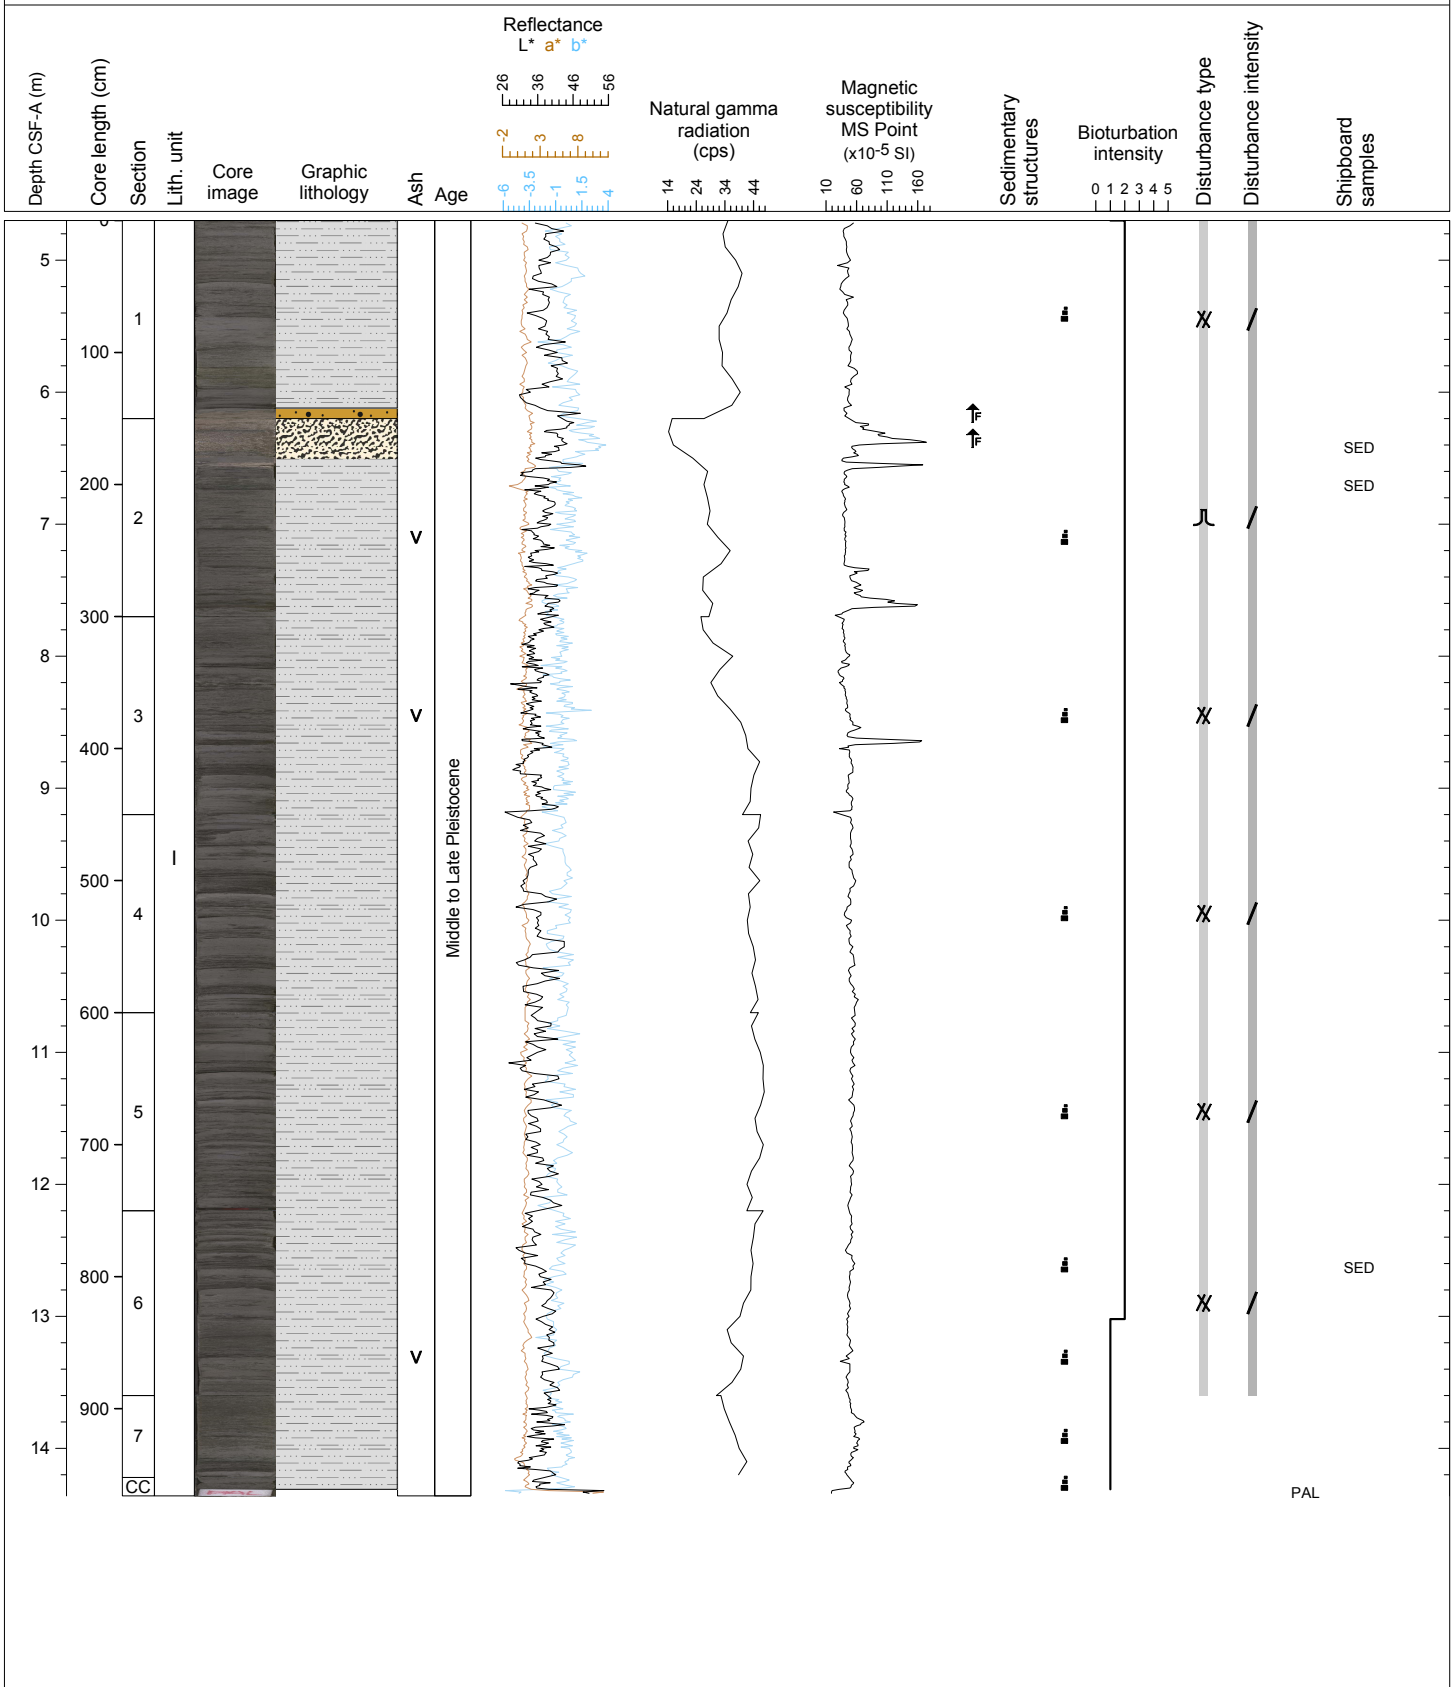 Depth CSF-A (m)
Core length (cm)
Section
Lith. unit
Core
image
Graphic
lithology
Ash
Age
Reflectance
L* a* b*
26 36 46 56
-2 3 8
-6 -3.5 -1 1.5 4
Natural gamma
radiation
(cps)
14 24 34 44
Magnetic
susceptibility
MS Point
(x10-5 SI)
10 60 110 160
Sedimentary
structures
Bioturbation
intensity
0 1 2 3 4 5
Disturbance type
Disturbance intensity
Shipboard
samples
0
5
6
7
8
9
10
11
12
13
14
100
200
300
400
500
600
700
800
900
1
2
3
4
5
6
7
CC
I
V
V
V
Middle to Late Pleistocene
F
F
SED
SED
SED
PAL